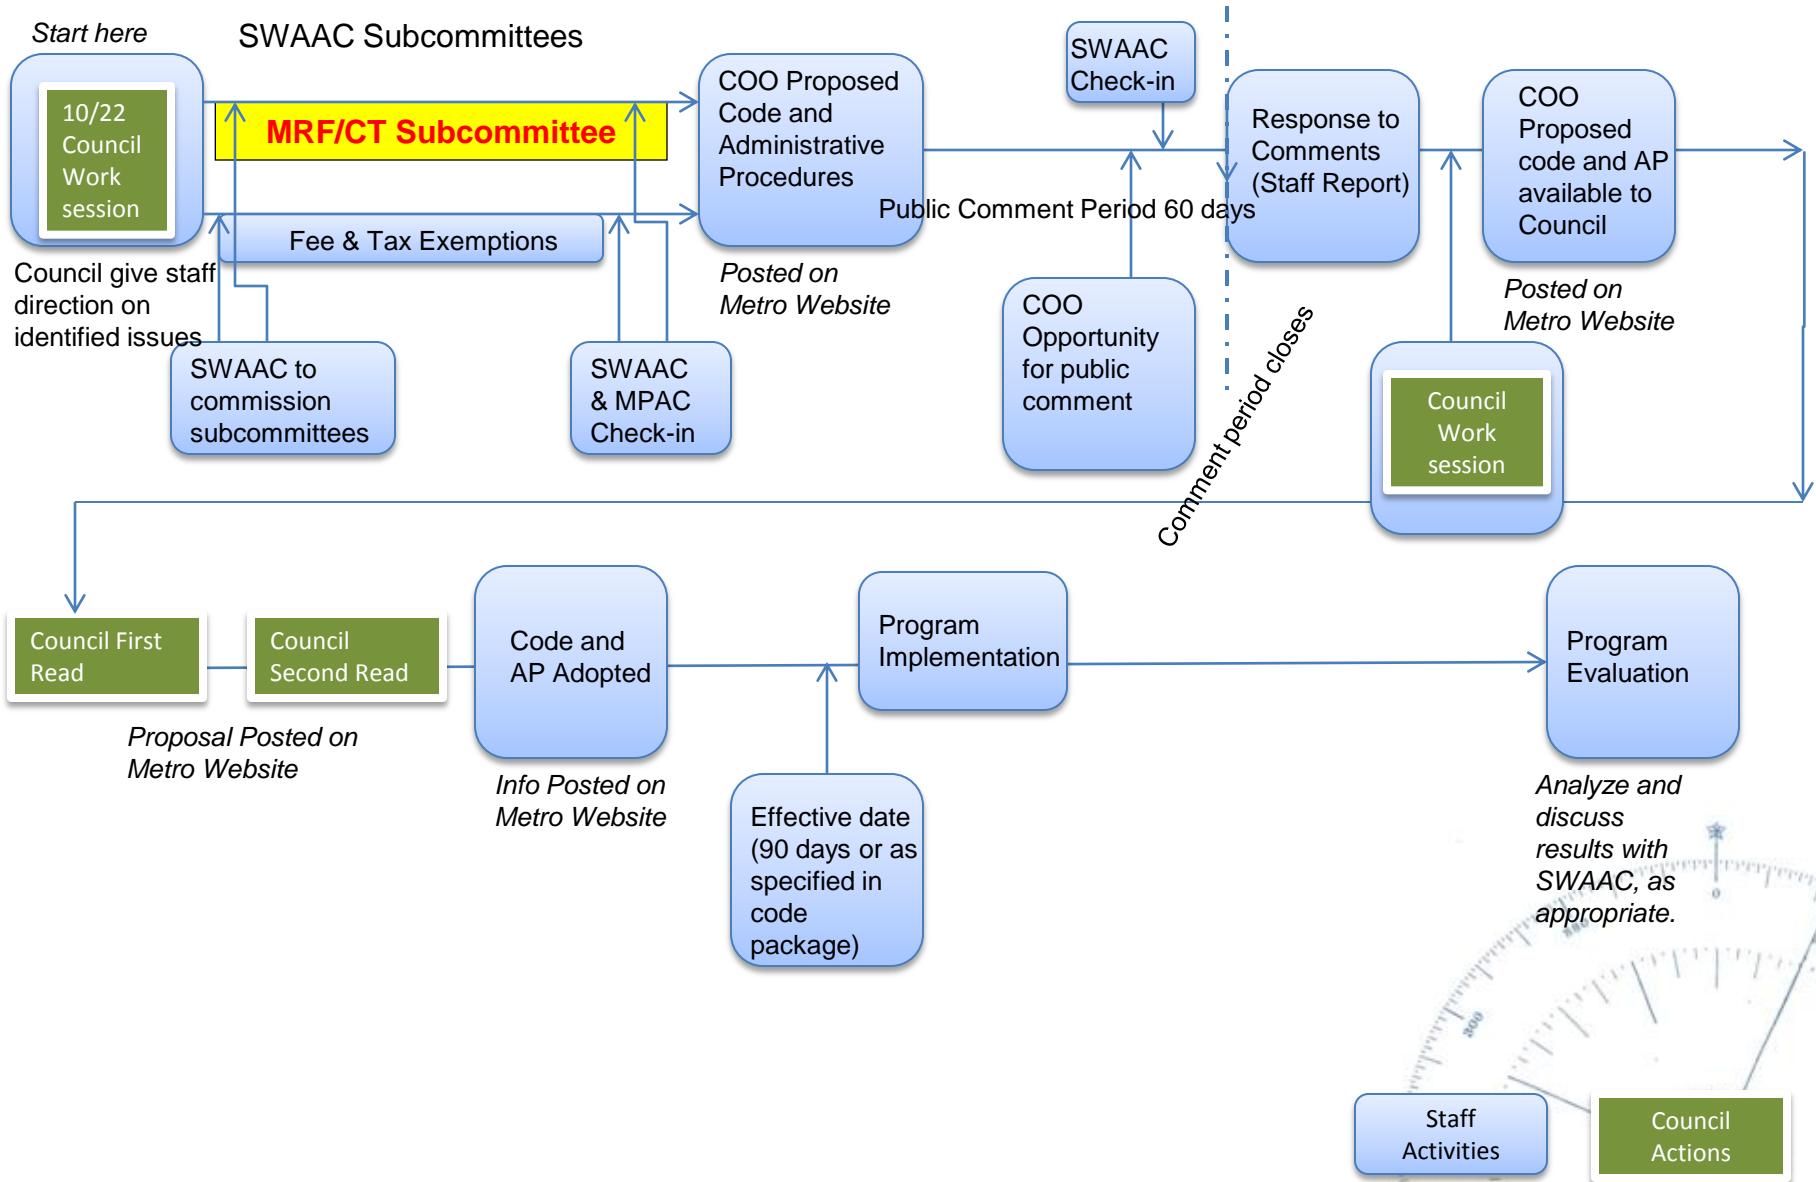 Start here
SWAAC Subcommittees
10/22
Council
Work
session
MRF/CT Subcommittee
Fee & Tax Exemptions
Council give staff
direction on
identified issues
SWAAC to
commission
subcommittees
SWAAC
& MPAC
Check-in
COO Proposed
Code and
Administrative
Procedures
Posted on
Metro Website
Public Comment Period 60 days
SWAAC
Check-in
COO
Opportunity
for public
comment
Comment period closes
Response to
Comments
(Staff Report)
Council
Work
session
COO
Proposed
code and AP
available to
Council
Posted on
Metro Website
Council First
Read
Council
Second Read
Proposal Posted on
Metro Website
Code and
AP Adopted
Info Posted on
Metro Website
Effective date
(90 days or as
specified in
code
package)
Program
Implementation
Program
Evaluation
Analyze and
discuss
results with
SWAAC, as
appropriate.
0
300
Staff
Activities
Council
Actions